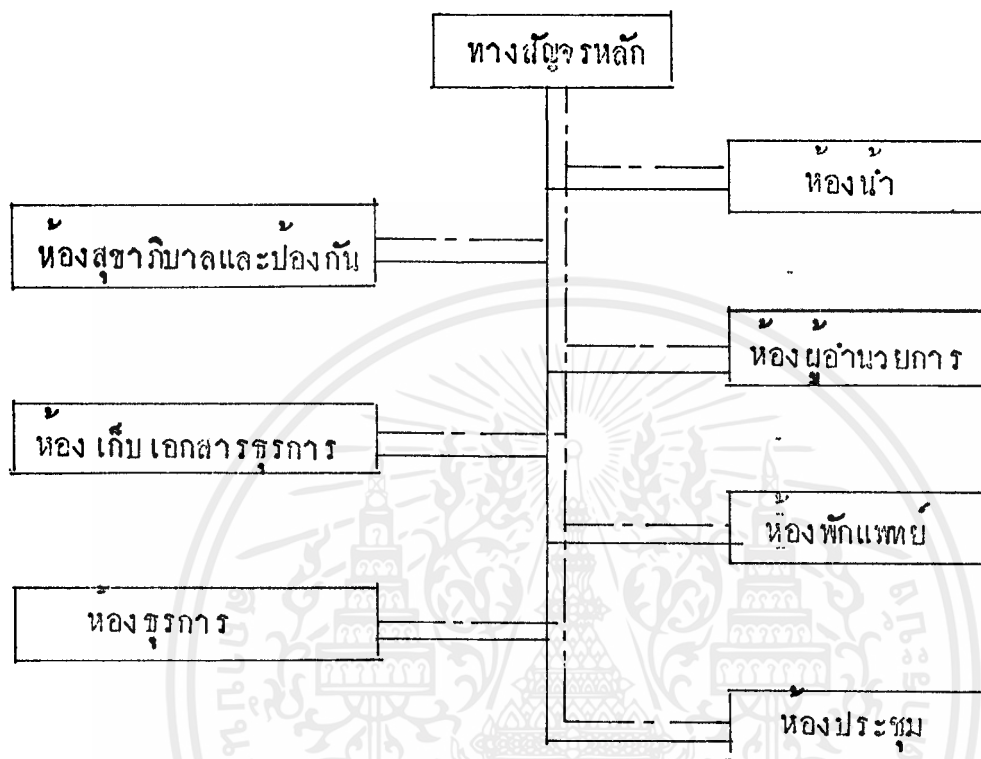 ทางสัญจรหลัก
ห้องน้ำ
ห้องสุขาภิบาลและป้องกัน
ห้องผู้อำนวยการ
ห้องเก็บเอกสารธุรการ
ห้องพักแพทย์
ห้องธุรการ
ห้องประชุม